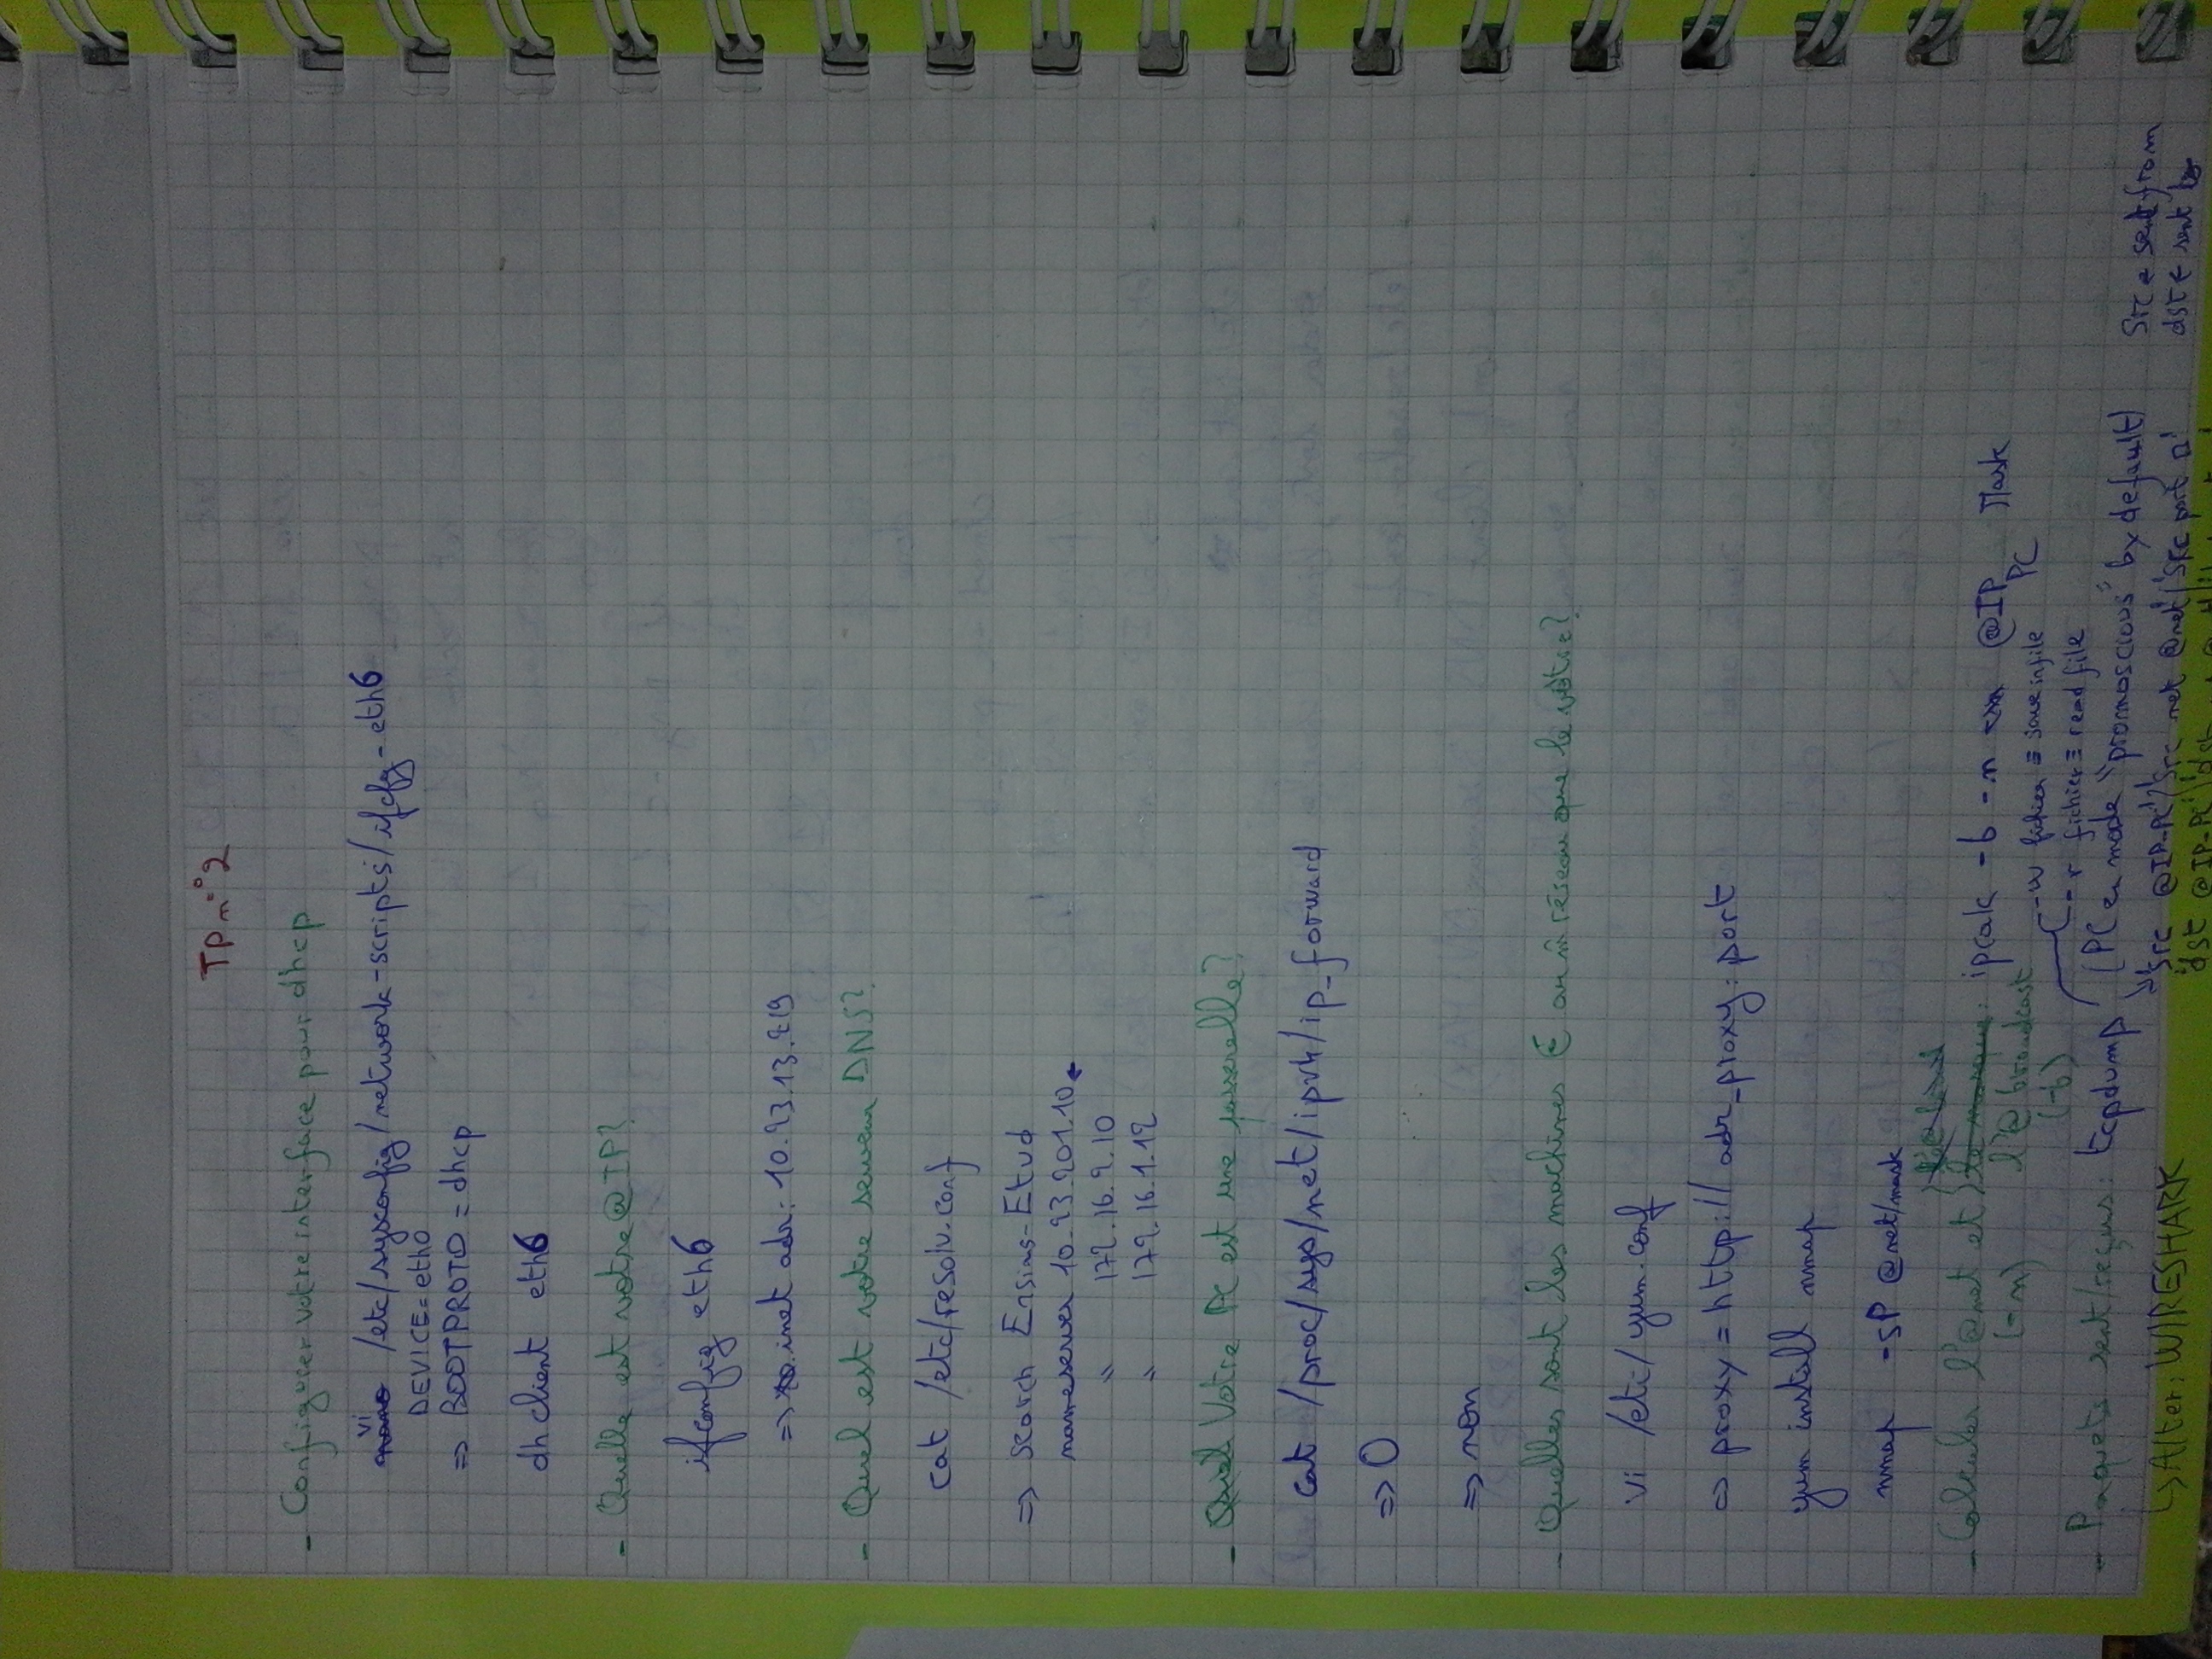 TP n°2
- Configurer votre interface pour dhcp
vi
nano /etc/sysconfig/network-scripts/ifcfg-eth6
DEVICE=eth0
=> BOOTPROTO = dhcp
dhclient eth6
- Quelle est votre @IP?
ifconfig eth6
=> inet adr: 10.23.13.219
- Quel est votre serveur DNS?
cat /etc/resolv.conf
=> search Ensias-Etud
nameserver 10.23.201.10 ←
" 172.16.2.10
" 172.16.1.12
- Quel Votre PC est une passerelle?
cat /proc/sys/net/ipv4/ip_forward
=> 0
=> non
- Quelles sont les machines ∈ au m̂ réseau que le vôtre?
vi /etc/yum.conf
=> proxy = http://adr_proxy:port
yum install nmap
nmap -sP @net/mask
- Calculer l'@net et le masque: ipcalc -b -n @IP PC Mask
(-n) l'@ broadcast
(-b)
-w fichier ≡ save in file
-r fichier ≡ read file
- Paquets sent/reçus: tcpdump (PC en mode "promoscious" by default)
↳ Alter: WIRESHARK
'src @IP-PC'/'src net @net'/'src port n'
'dst @IP-PC'/'dst
src ← sent from
dst ← sent to